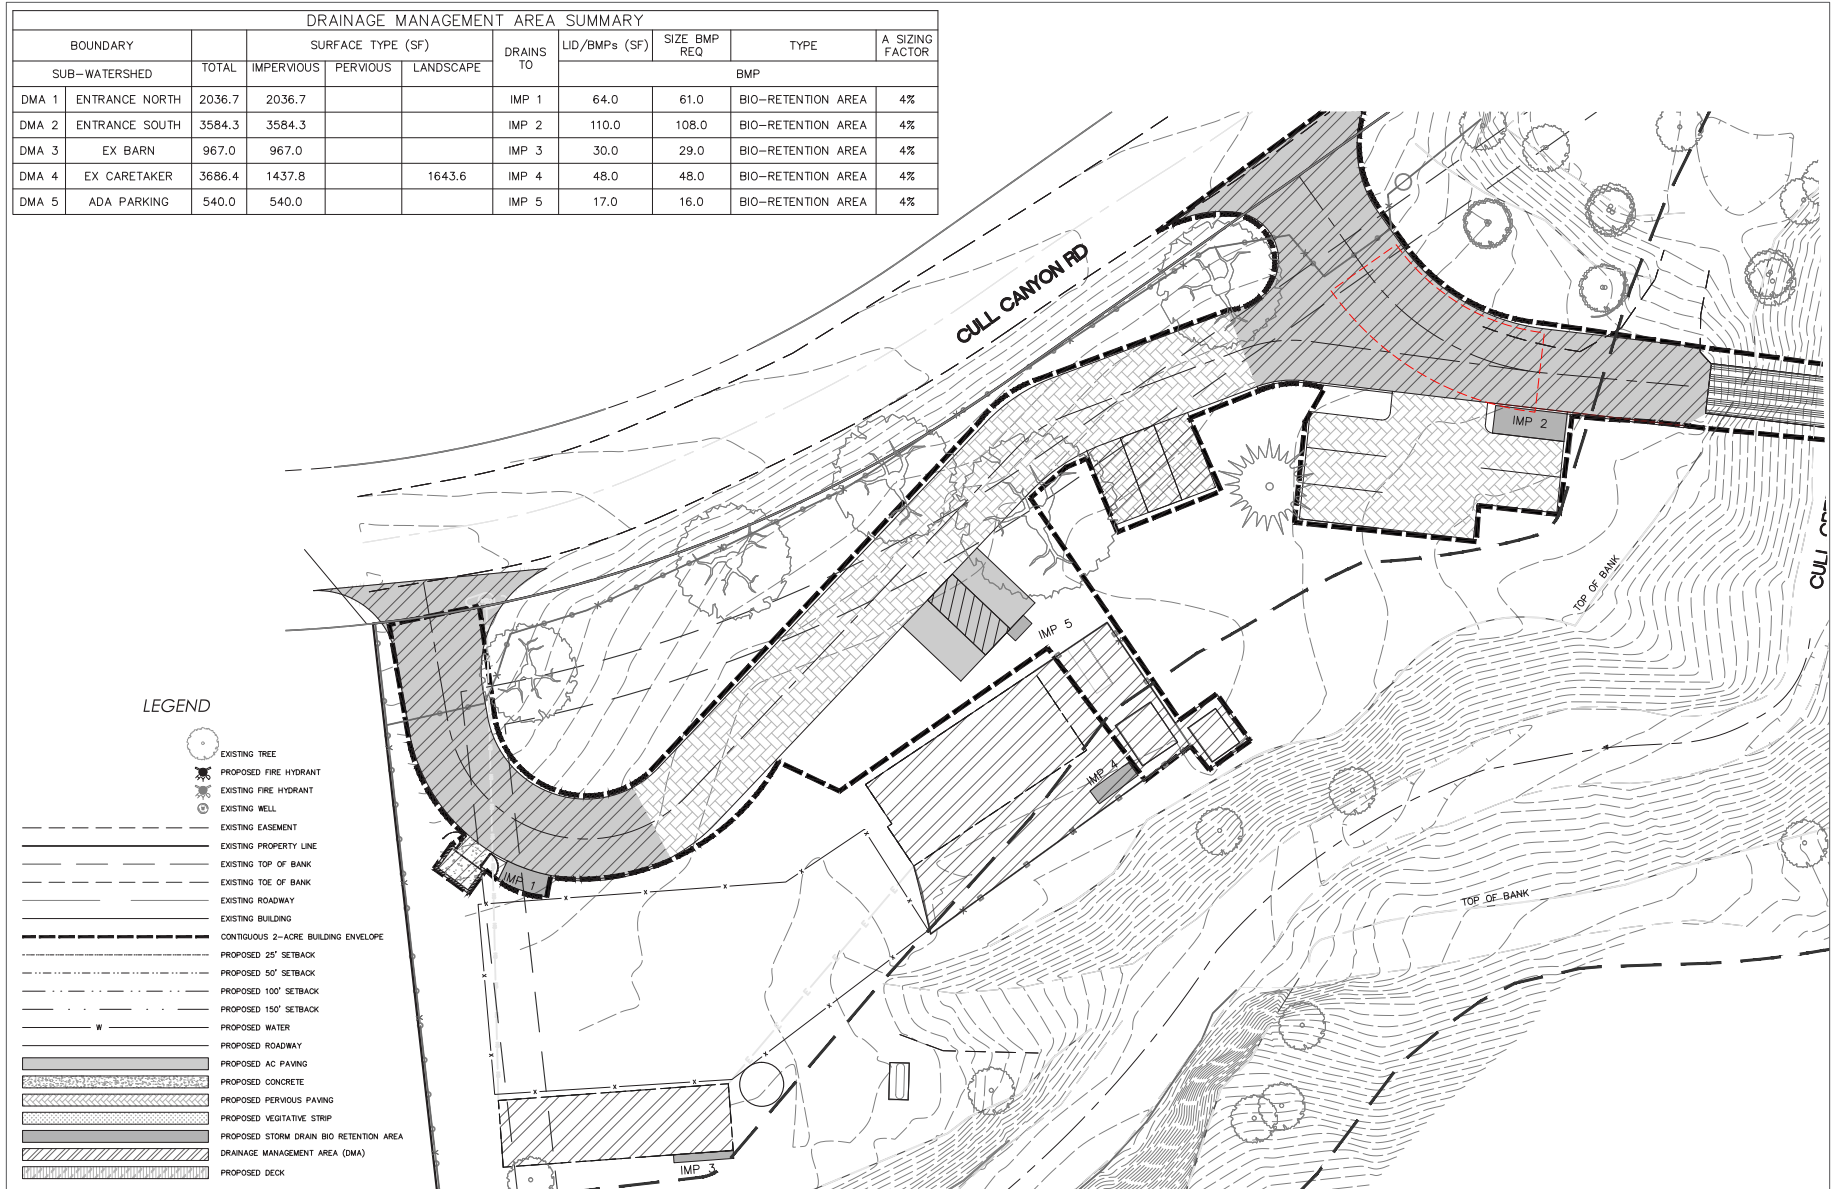 DRAINAGE MANAGEMENT AREA SUMMARY
BOUNDARY SURFACE TYPE (SF) DRAINS TO LID/BMPs (SF) SIZE BMP REQ TYPE A SIZING FACTOR
SUB-WATERSHED TOTAL IMPERVIOUS PERVIOUS LANDSCAPE BMP
DMA 1 ENTRANCE NORTH 2036.7 2036.7 IMP 1 64.0 61.0 BIO-RETENTION AREA 4%
DMA 2 ENTRANCE SOUTH 3584.3 3584.3 IMP 2 110.0 108.0 BIO-RETENTION AREA 4%
DMA 3 EX BARN 967.0 967.0 IMP 3 30.0 29.0 BIO-RETENTION AREA 4%
DMA 4 EX CARETAKER 3686.4 1437.8 1643.6 IMP 4 48.0 48.0 BIO-RETENTION AREA 4%
DMA 5 ADA PARKING 540.0 540.0 IMP 5 17.0 16.0 BIO-RETENTION AREA 4%
CULL CANYON RD
IMP 2
CULL
TOP OF BANK
IMP 5
IMP 4
IMP 1
TOP OF BANK
IMP 3
LEGEND
EXISTING TREE
PROPOSED FIRE HYDRANT
EXISTING FIRE HYDRANT
EXISTING WELL
EXISTING EASEMENT
EXISTING PROPERTY LINE
EXISTING TOP OF BANK
EXISTING TOE OF BANK
EXISTING ROADWAY
EXISTING BUILDING
CONTIGUOUS 2-ACRE BUILDING ENVELOPE
PROPOSED 25' SETBACK
PROPOSED 50' SETBACK
PROPOSED 100' SETBACK
PROPOSED 150' SETBACK
W PROPOSED WATER
PROPOSED ROADWAY
PROPOSED AC PAVING
PROPOSED CONCRETE
PROPOSED PERVIOUS PAVING
PROPOSED VEGITATIVE STRIP
PROPOSED STORM DRAIN BIO RETENTION AREA
DRAINAGE MANAGEMENT AREA (DMA)
PROPOSED DECK